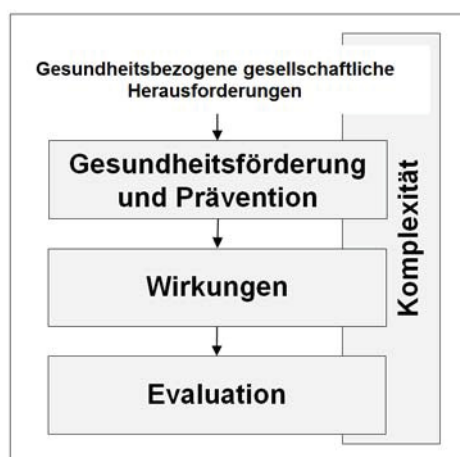 Gesundheitsbezogene gesellschaftliche
Herausforderungen
Gesundheitsförderung
und Prävention
Wirkungen
Evaluation
Komplexität